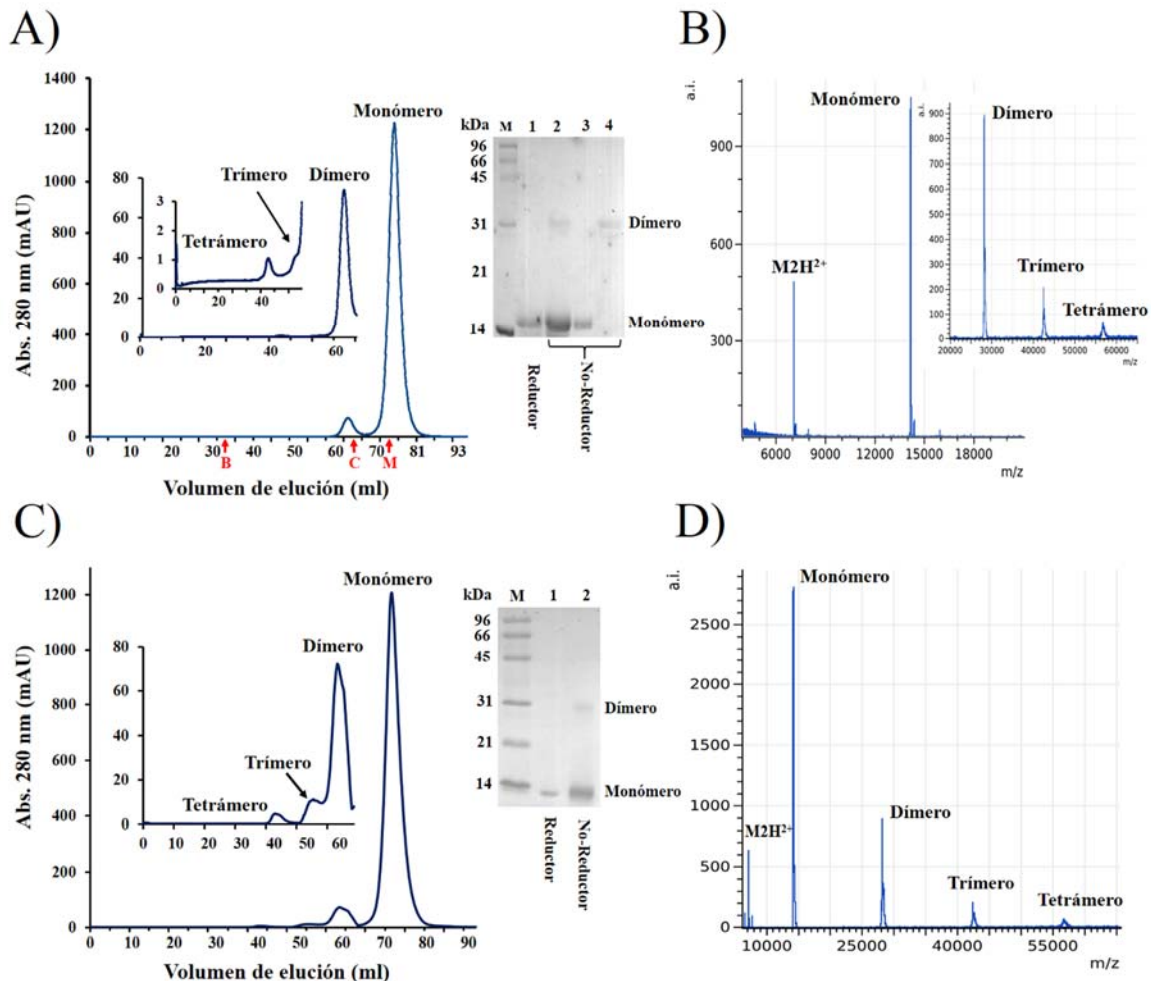 A)
1400
1200
1000
800
600
400
200
0
Abs. 280 nm (mAU)
0 10 20 30 40 50 60 70 81 93
B C M
Volumen de elución (ml)
Monómero
Dímero
80
60
40
20
0
0 20 40 60
Trímero
Tetrámero
3
2
1
0
0 20 40 60
kDa M 1 2 3 4
96
66
45
31
21
14
Dímero
Monómero
Reductor
No-Reductor
B)
a.i.
900
600
300
6000 9000 12000 15000 18000
m/z
Monómero
M2H²⁺
a.i.
900
800
700
600
500
400
300
200
100
0
20000 30000 40000 50000 60000
m/z
Dímero
Trímero
Tetrámero
C)
1200
1000
800
600
400
200
0
Abs. 280 nm (mAU)
0 10 20 30 40 50 60 70 80 90
Volumen de elución (ml)
Monómero
80
60
40
20
0
0 10 20 30 40 50 60
Dímero
Trímero
Tetrámero
kDa M 1 2
96
66
45
31
21
14
Dímero
Monómero
Reductor
No-Reductor
D)
a.i.
2500
2000
1500
1000
500
0
10000 25000 40000 55000
m/z
Monómero
M2H²⁺
Dímero
Trímero
Tetrámero